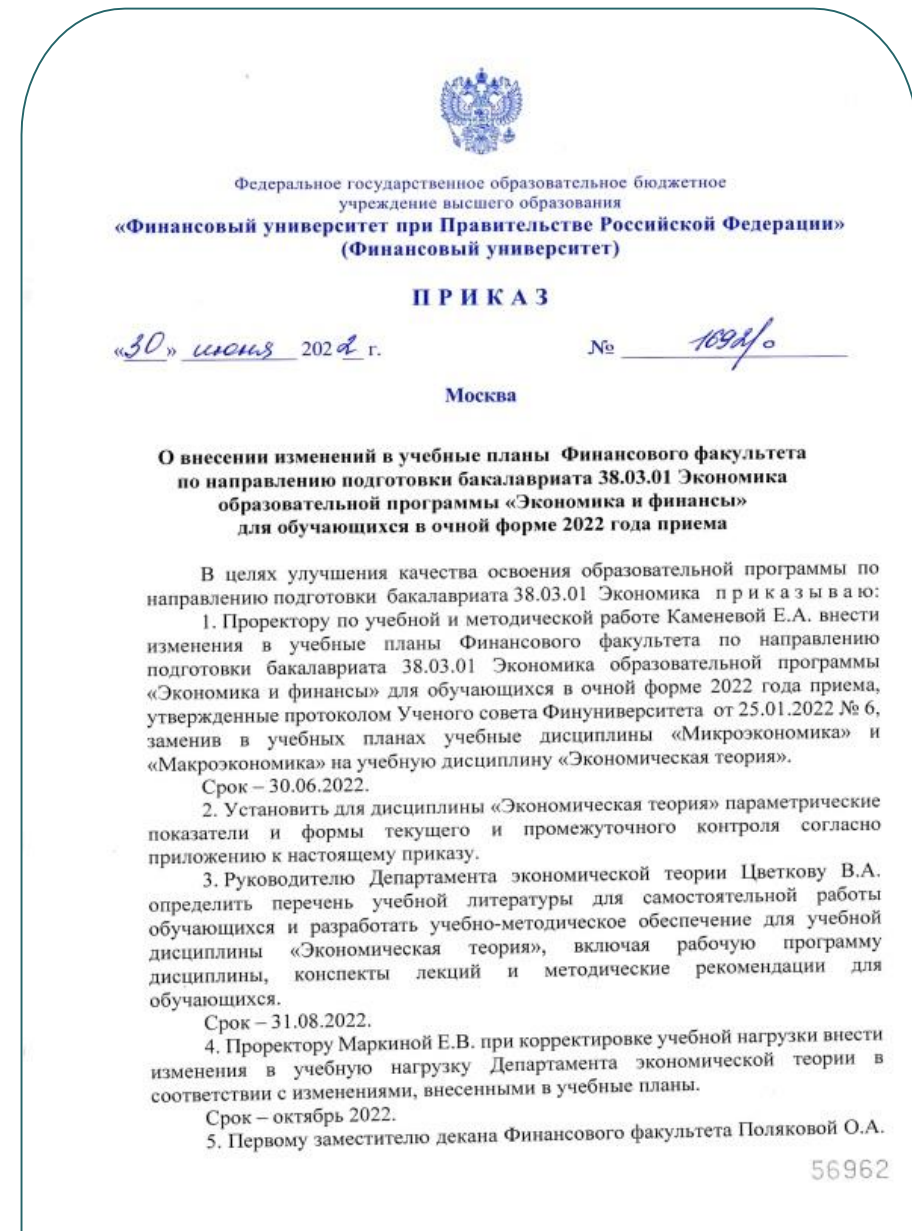 Федеральное государственное образовательное бюджетное
учреждение высшего образования
«Финансовый университет при Правительстве Российской Федерации»
(Финансовый университет)
П Р И К А З
«30» июня 2022 г. № 1692/о
Москва
О внесении изменений в учебные планы Финансового факультета
по направлению подготовки бакалавриата 38.03.01 Экономика
образовательной программы «Экономика и финансы»
для обучающихся в очной форме 2022 года приема
В целях улучшения качества освоения образовательной программы по
направлению подготовки бакалавриата 38.03.01 Экономика п р и к а з ы в а ю:
1. Проректору по учебной и методической работе Каменевой Е.А. внести
изменения в учебные планы Финансового факультета по направлению
подготовки бакалавриата 38.03.01 Экономика образовательной программы
«Экономика и финансы» для обучающихся в очной форме 2022 года приема,
утвержденные протоколом Ученого совета Финуниверситета от 25.01.2022 № 6,
заменив в учебных планах учебные дисциплины «Микроэкономика» и
«Макроэкономика» на учебную дисциплину «Экономическая теория».
Срок – 30.06.2022.
2. Установить для дисциплины «Экономическая теория» параметрические
показатели и формы текущего и промежуточного контроля согласно
приложению к настоящему приказу.
3. Руководителю Департамента экономической теории Цветкову В.А.
определить перечень учебной литературы для самостоятельной работы
обучающихся и разработать учебно-методическое обеспечение для учебной
дисциплины «Экономическая теория», включая рабочую программу
дисциплины, конспекты лекций и методические рекомендации для
обучающихся.
Срок – 31.08.2022.
4. Проректору Маркиной Е.В. при корректировке учебной нагрузки внести
изменения в учебную нагрузку Департамента экономической теории в
соответствии с изменениями, внесенными в учебные планы.
Срок – октябрь 2022.
5. Первому заместителю декана Финансового факультета Поляковой О.А.
56962